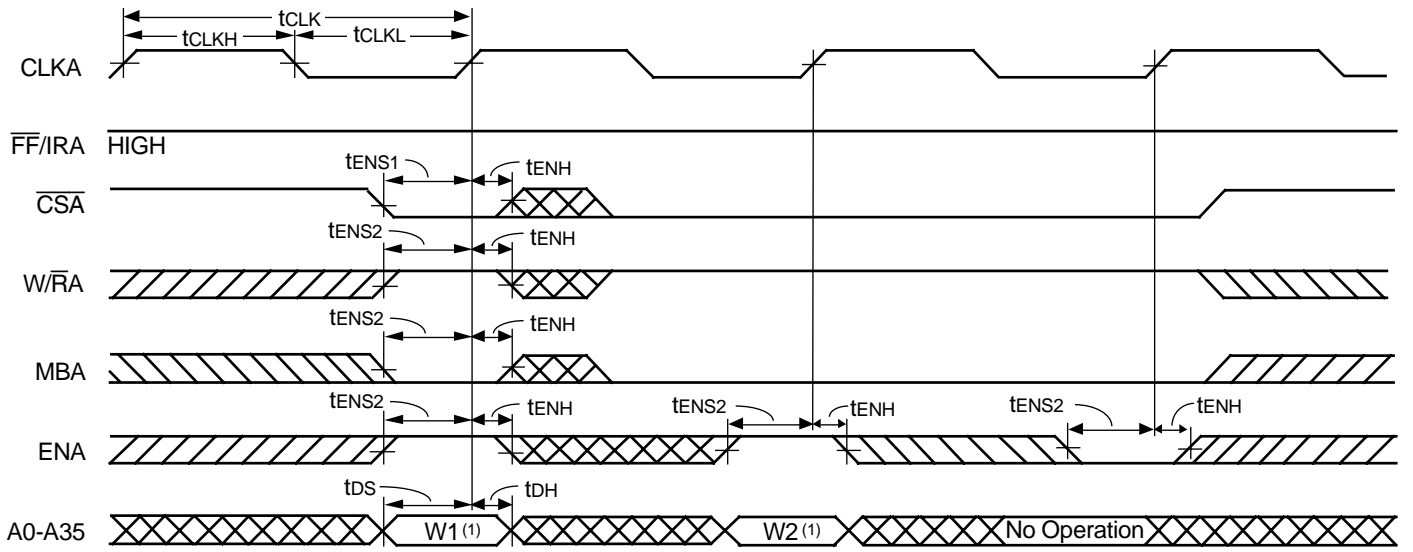 tCLK
tCLKH tCLKL
CLKA
FF/IRA HIGH
tENS1 tENH
CSA
tENS2 tENH
W/RA
tENS2 tENH
MBA
tENS2 tENH tENS2 tENH tENS2 tENH
ENA
tDS tDH
A0-A35 W1(1) W2(1) No Operation